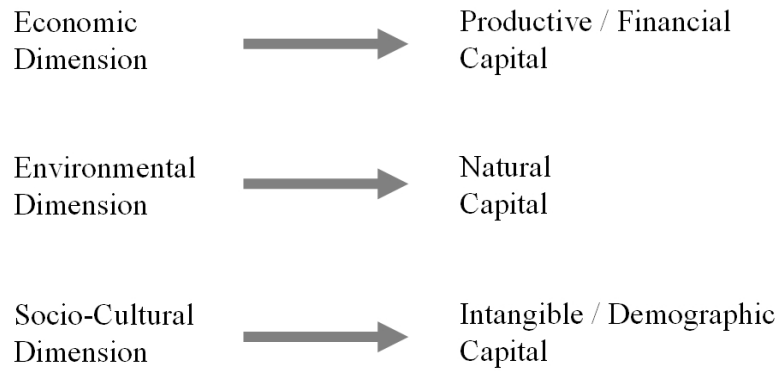 Economic
Dimension
Productive / Financial
Capital
Environmental
Dimension
Natural
Capital
Socio-Cultural
Dimension
Intangible / Demographic
Capital